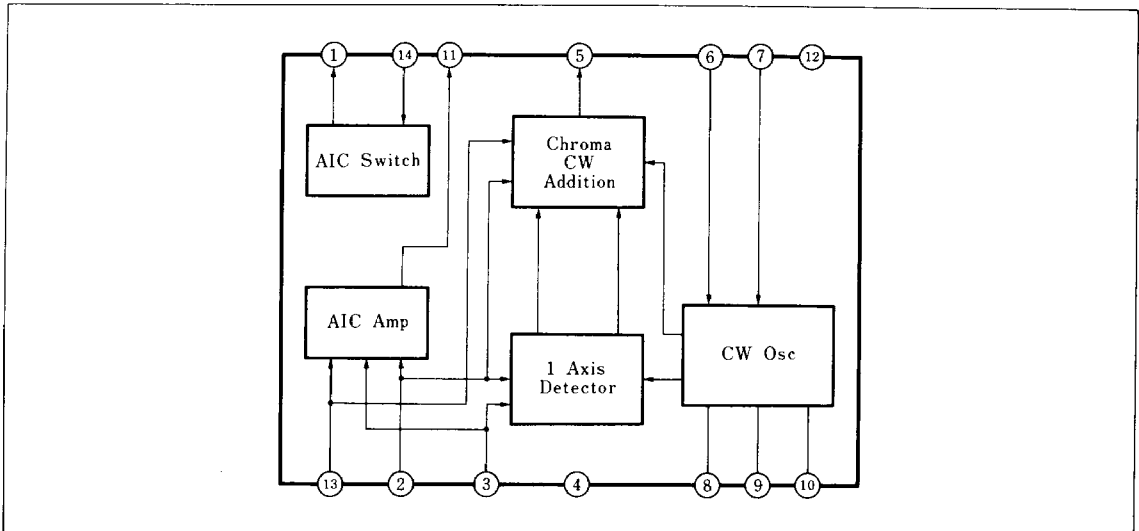 1 14 11 5 6 7 12
AIC Switch
Chroma
CW
Addition
AIC Amp
1 Axis
Detector
CW Osc
13 2 3 4 8 9 10